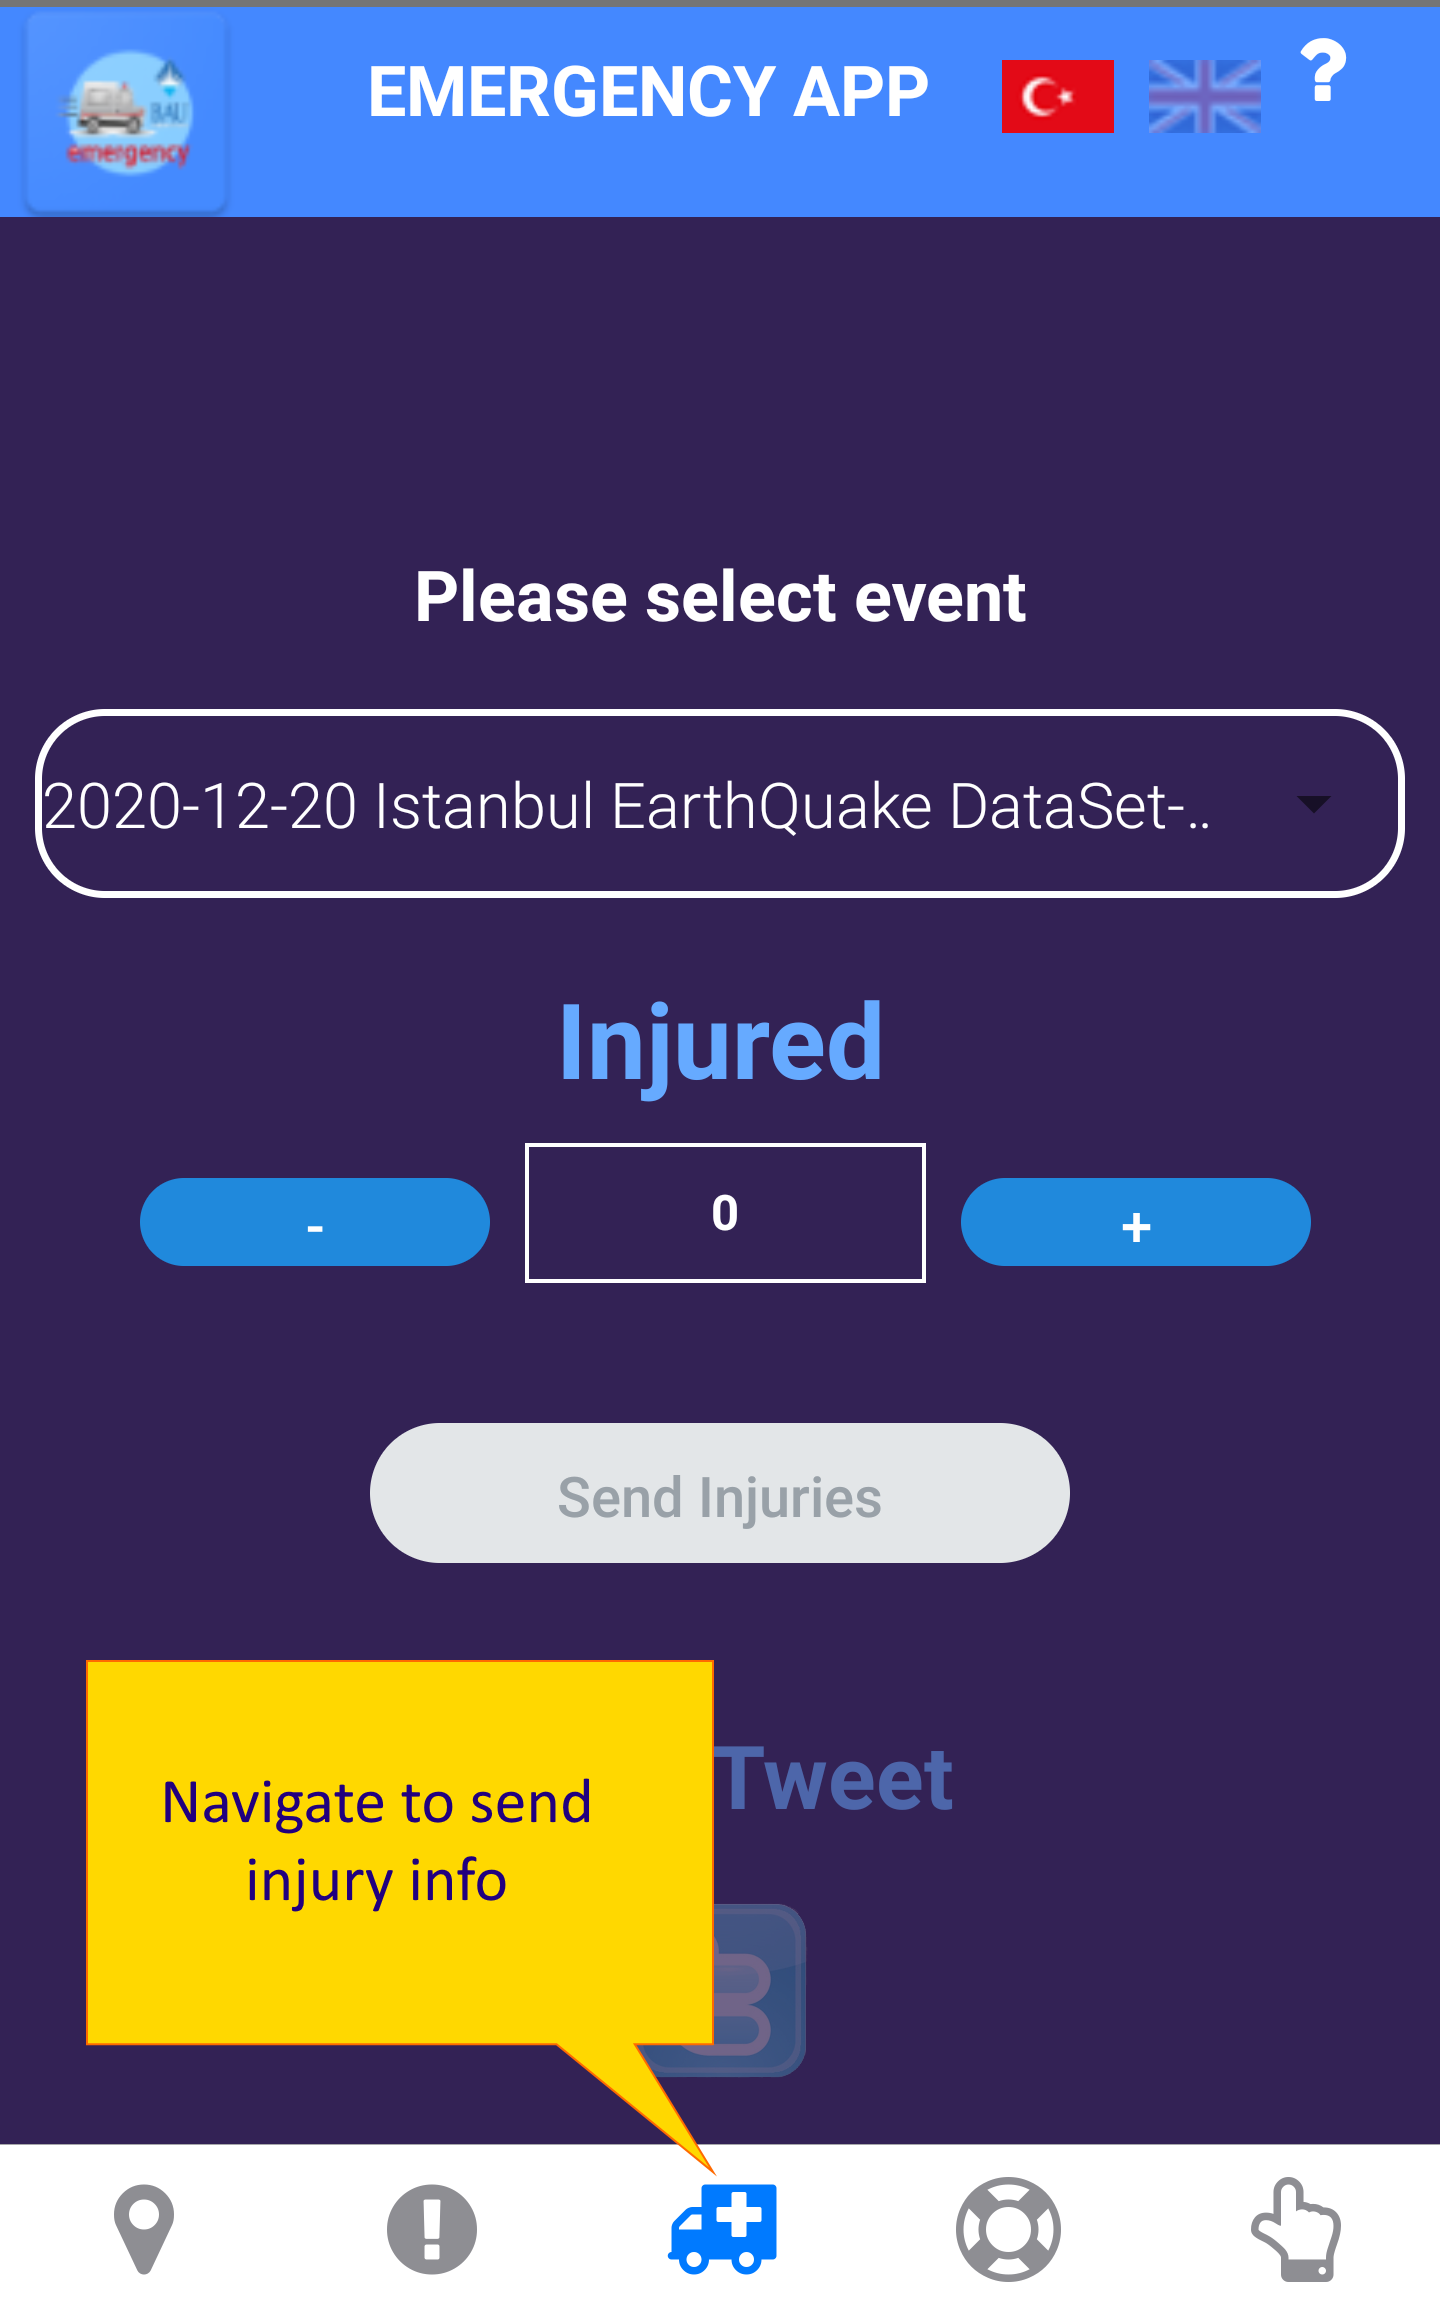 BAU
emergency
EMERGENCY APP
?
Please select event
2020-12-20 Istanbul EarthQuake DataSet-..
Injured
-
0
+
Send Injuries
Tweet
Navigate to send
injury info